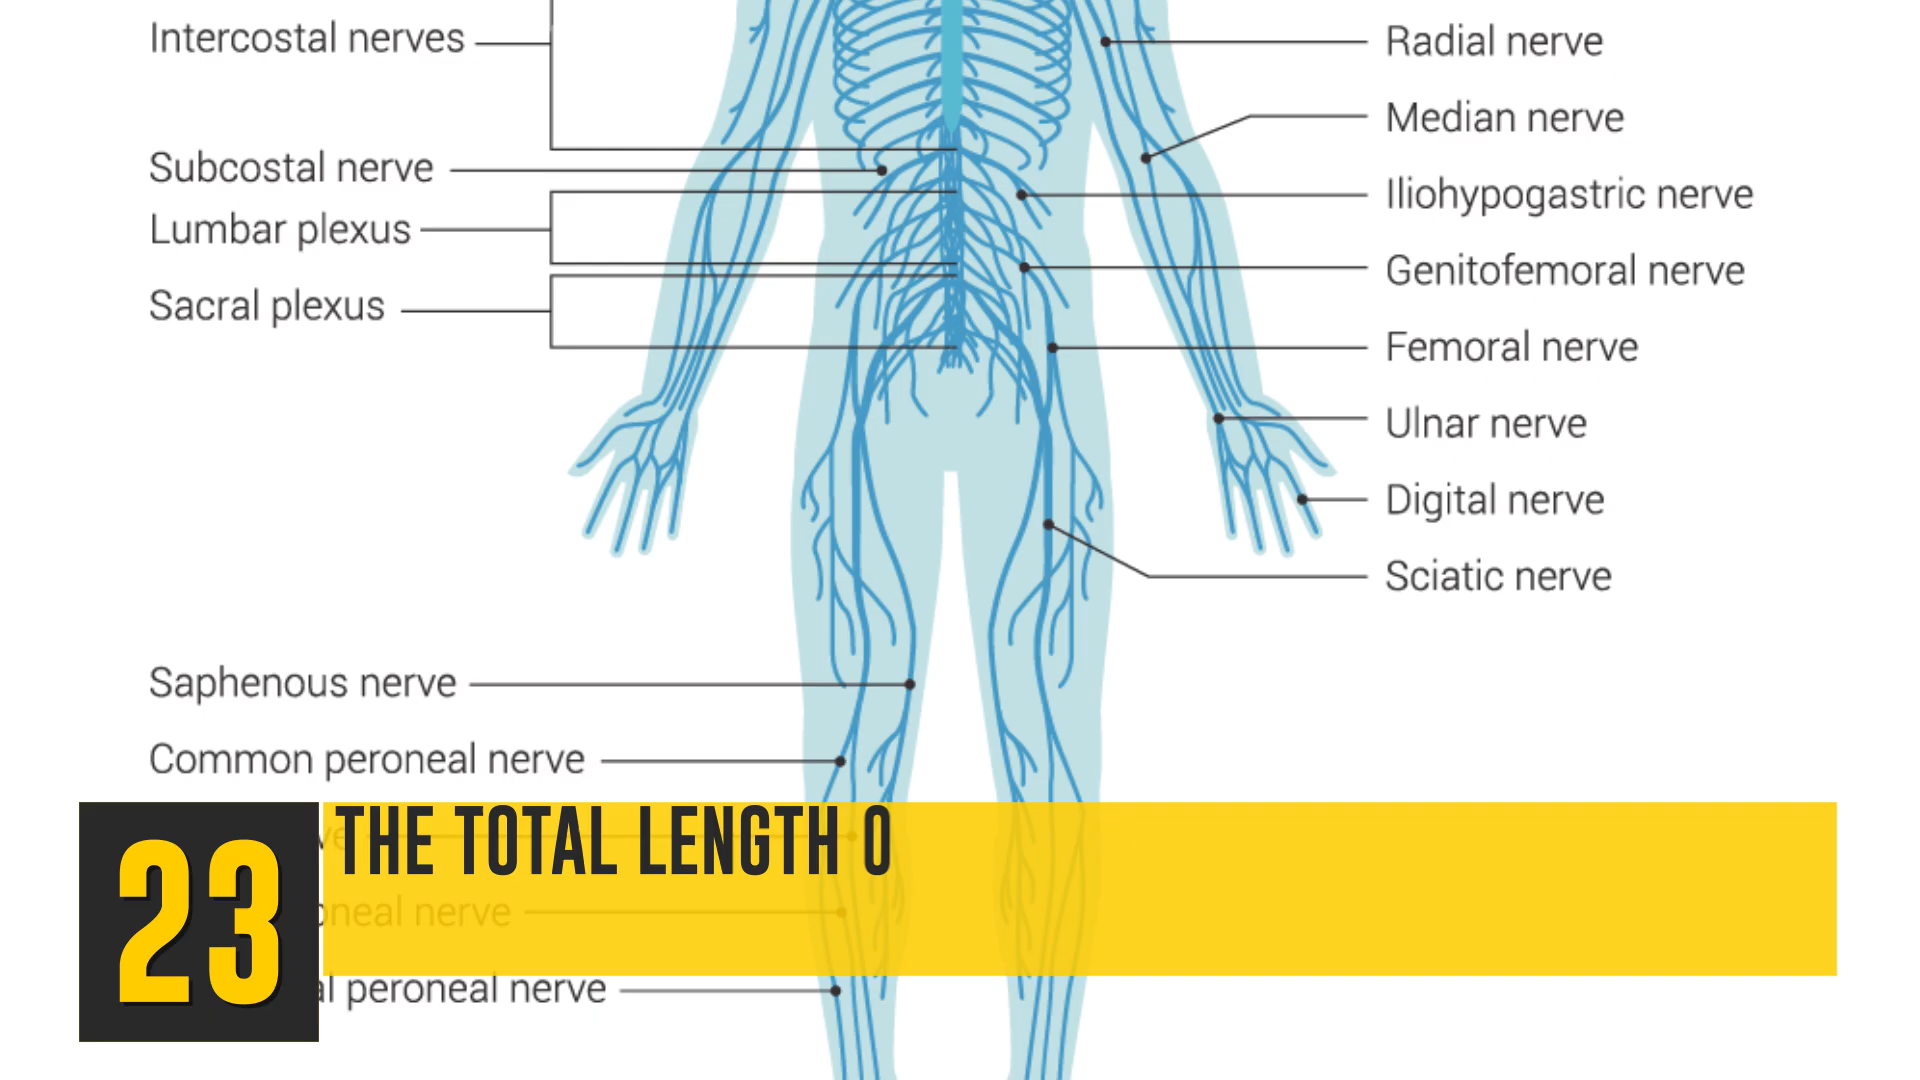 Intercostal nerves
Subcostal nerve
Lumbar plexus
Sacral plexus
Saphenous nerve
Common peroneal nerve
Radial nerve
Median nerve
Iliohypogastric nerve
Genitofemoral nerve
Femoral nerve
Ulnar nerve
Digital nerve
Sciatic nerve
23
THE TOTAL LENGTH O
nerve
peroneal nerve